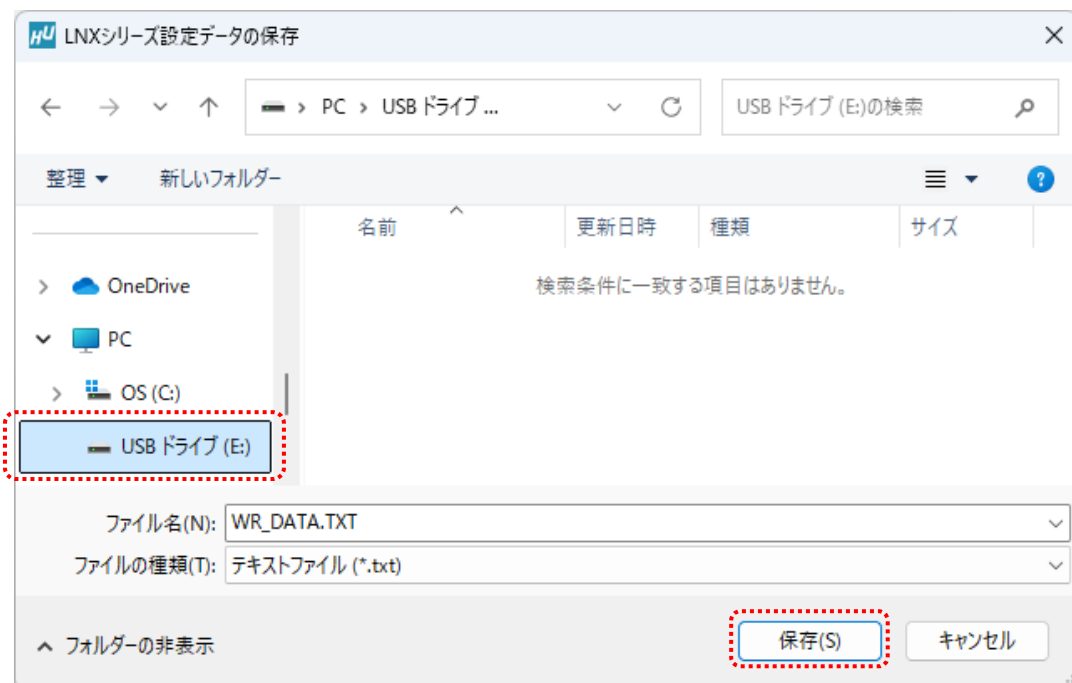 HU LNXシリーズ設定データの保存
PC › USB ドライブ ...
USB ドライブ (E:)の検索
整理
新しいフォルダー
?
名前
更新日時
種類
サイズ
検索条件に一致する項目はありません。
OneDrive
PC
OS (C:)
USB ドライブ (E:)
ファイル名(N): WR_DATA.TXT
ファイルの種類(T): テキストファイル (*.txt)
フォルダーの非表示
保存(S)
キャンセル